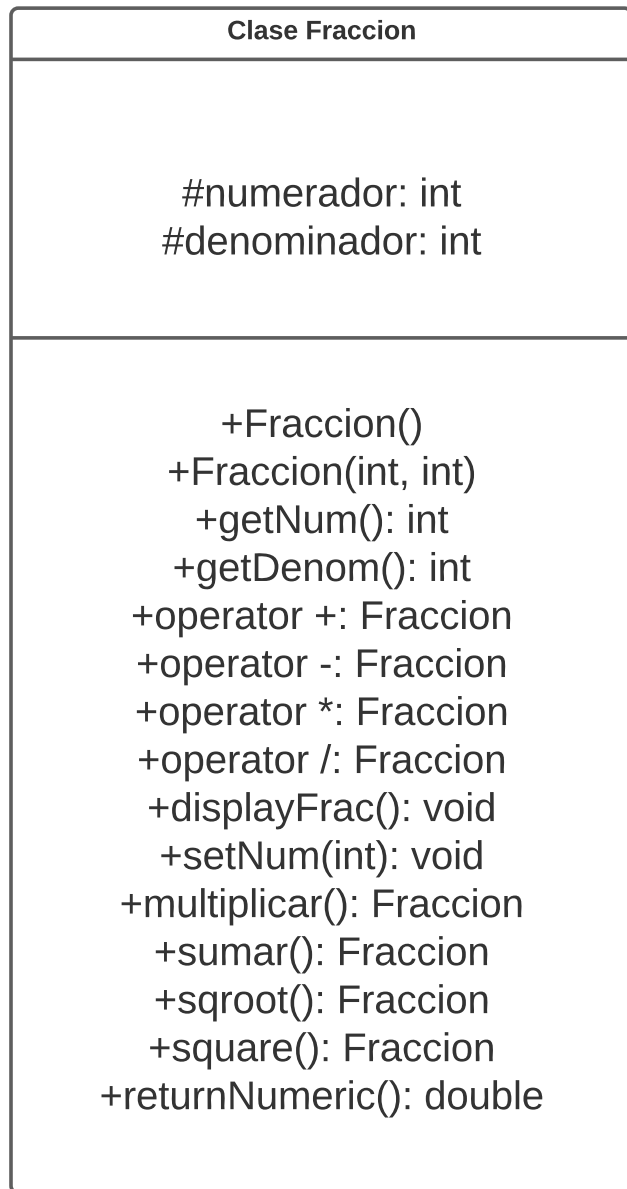 Clase Fraccion
#numerador: int
#denominador: int
+Fraccion()
+Fraccion(int, int)
+getNum(): int
+getDenom(): int
+operator +: Fraccion
+operator -: Fraccion
+operator *: Fraccion
+operator /: Fraccion
+displayFrac(): void
+setNum(int): void
+multiplicar(): Fraccion
+sumar(): Fraccion
+sqroot(): Fraccion
+square(): Fraccion
+returnNumeric(): double